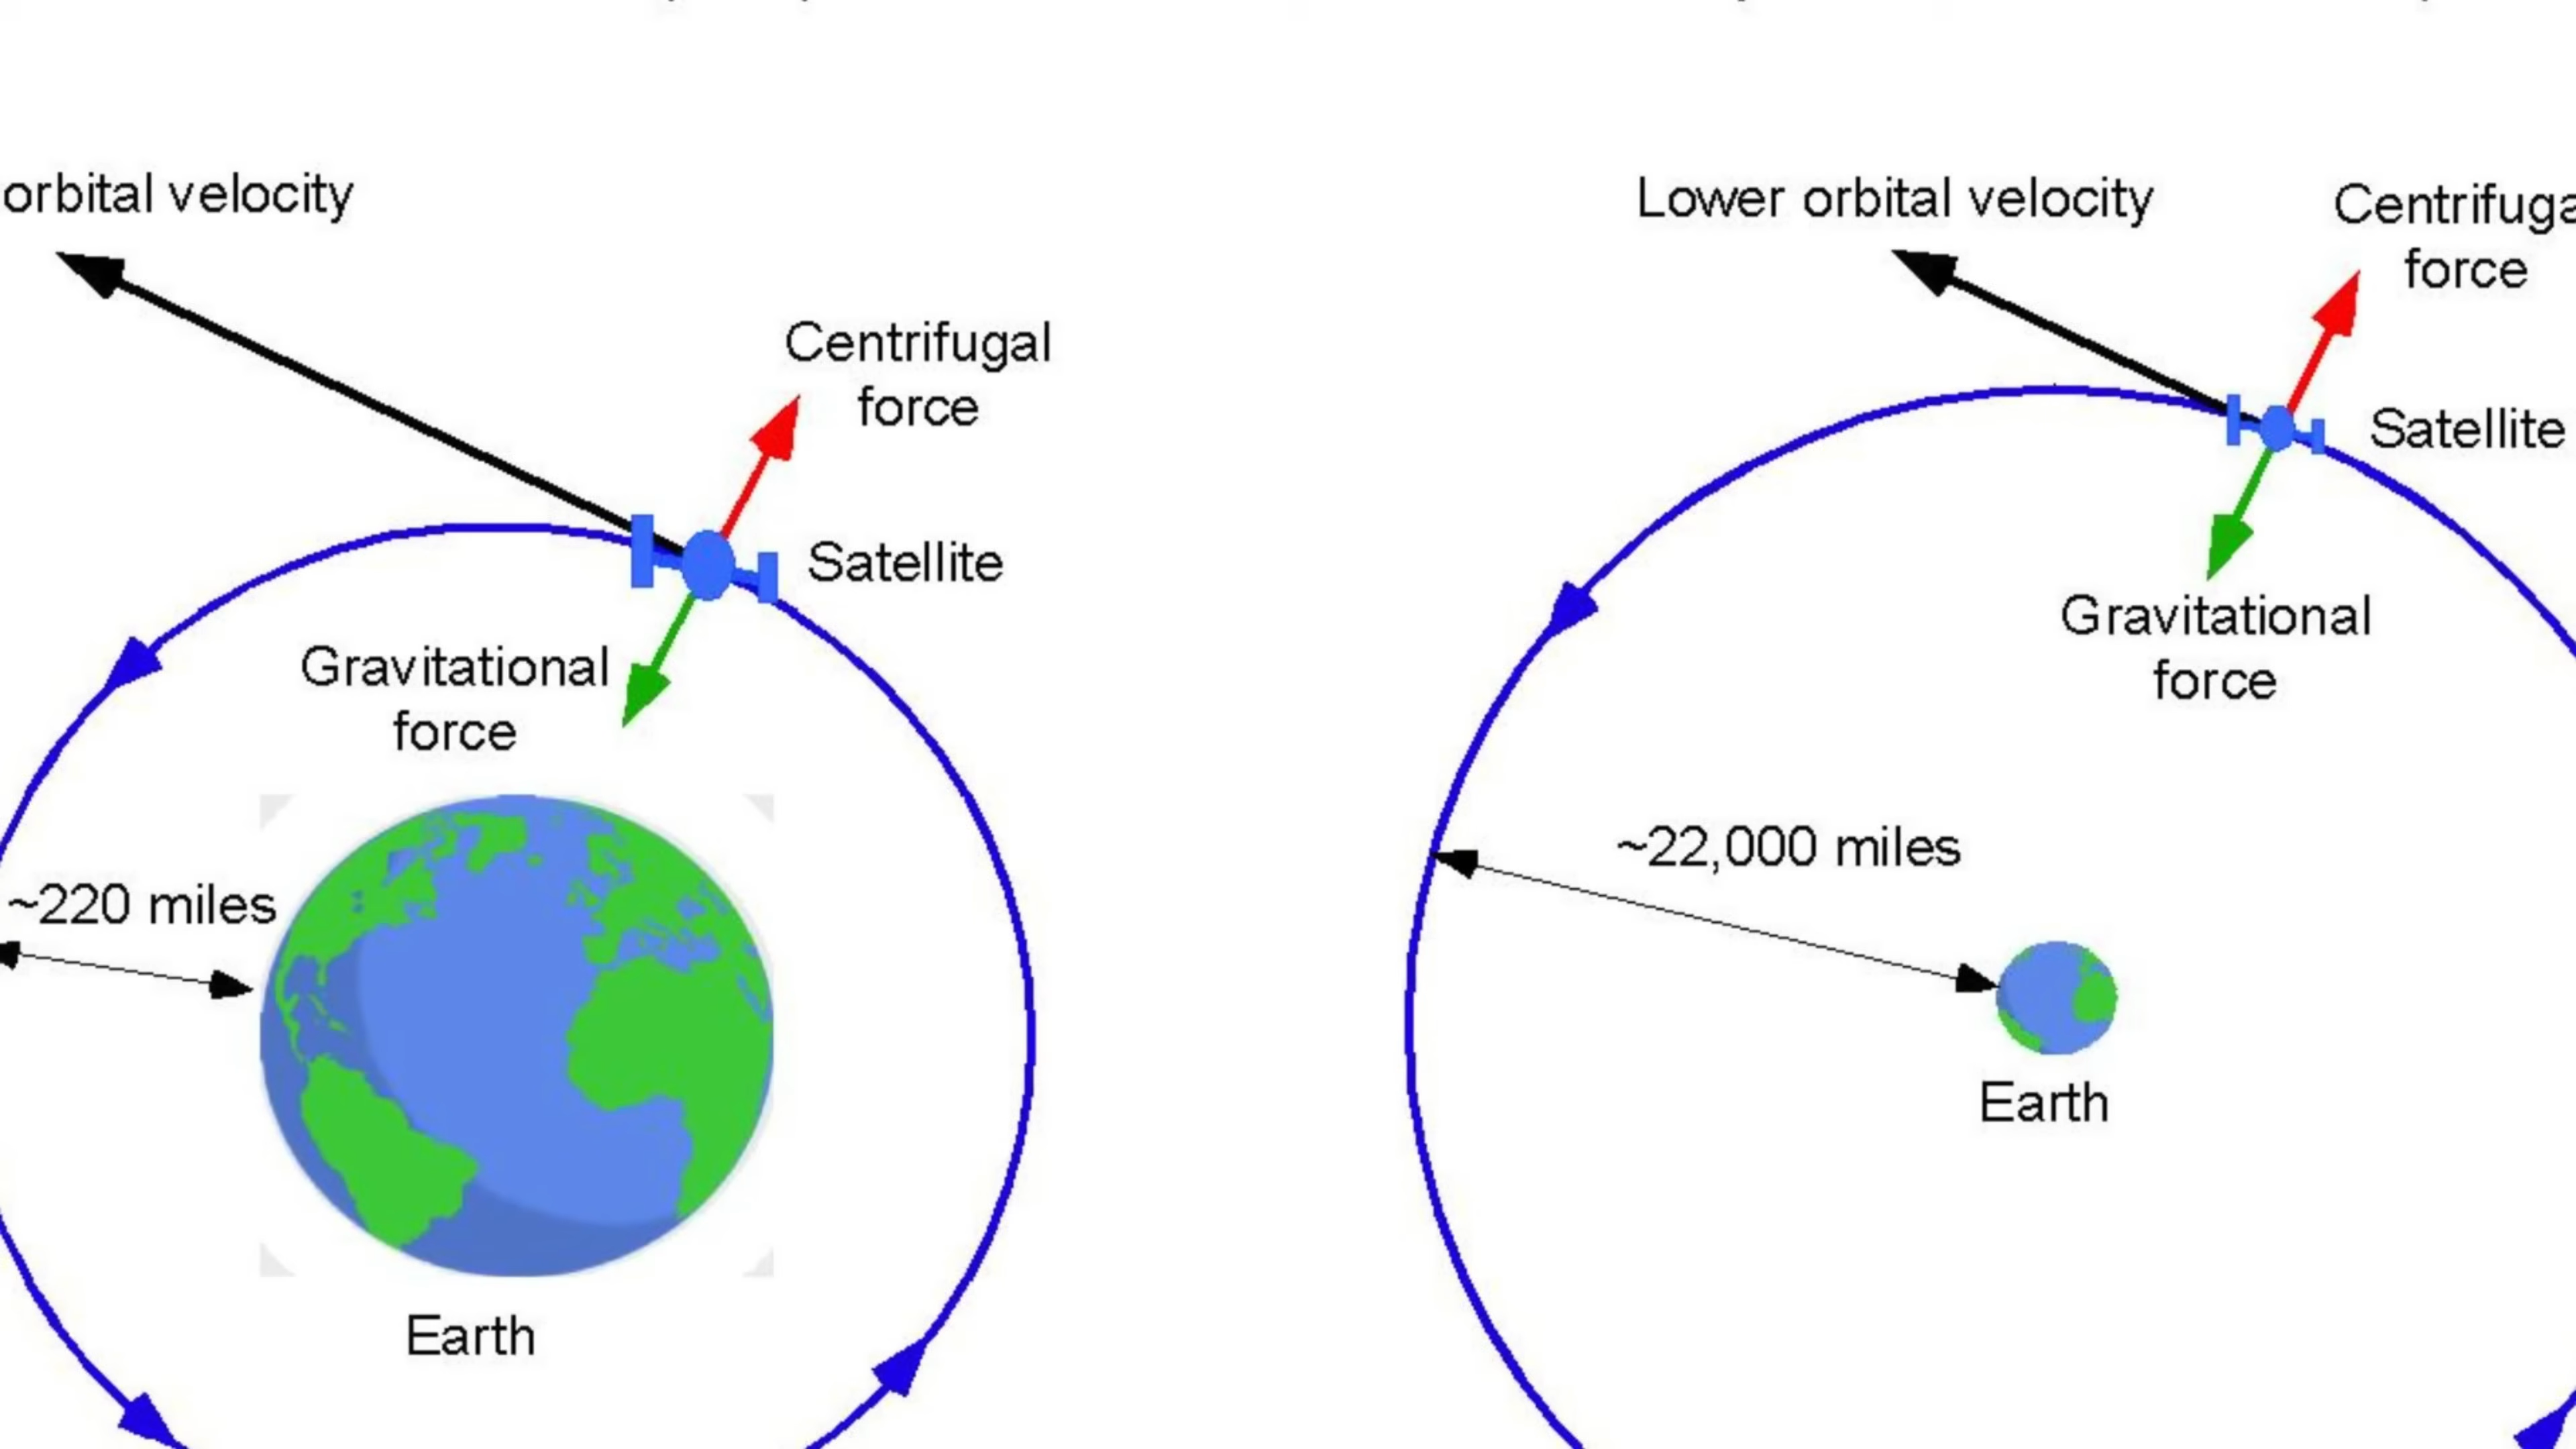 orbital velocity
Centrifugal
force
Satellite
Gravitational
force
~220 miles
Earth
Lower orbital velocity
force
Satellite
Gravitational
force
~22,000 miles
Earth